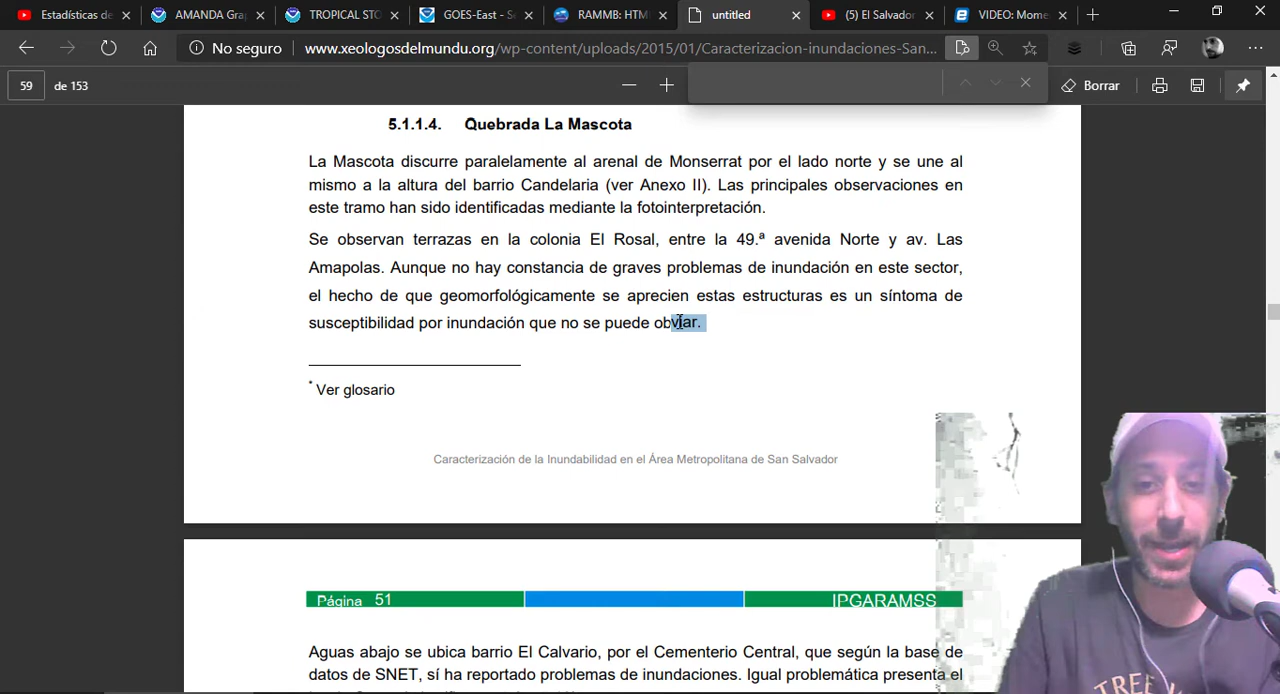 Estadísticas de
AMANDA Gra
TROPICAL STO
GOES-East - Se
RAMMB: HTM
untitled
(5) El Salvador
VIDEO: Mome
No seguro
www.xeologosdelmundo.org/wp-content/uploads/2015/01/Caracterizacion-inundaciones-San...
59 de 153
Borrar
5.1.1.4. Quebrada La Mascota
La Mascota discurre paralelamente al arenal de Monserrat por el lado norte y se une al
mismo a la altura del barrio Candelaria (ver Anexo II). Las principales observaciones en
este tramo han sido identificadas mediante la fotointerpretación.
Se observan terrazas en la colonia El Rosal, entre la 49.ª avenida Norte y av. Las
Amapolas. Aunque no hay constancia de graves problemas de inundación en este sector,
el hecho de que geomorfológicamente se aprecien estas estructuras es un síntoma de
susceptibilidad por inundación que no se puede obviar.
* Ver glosario
Caracterización de la Inundabilidad en el Área Metropolitana de San Salvador
Página 51
IPGARAMSS
Aguas abajo se ubica barrio El Calvario, por el Cementerio Central, que según la base de
datos de SNET, sí ha reportado problemas de inundaciones. Igual problemática presenta el
TREE